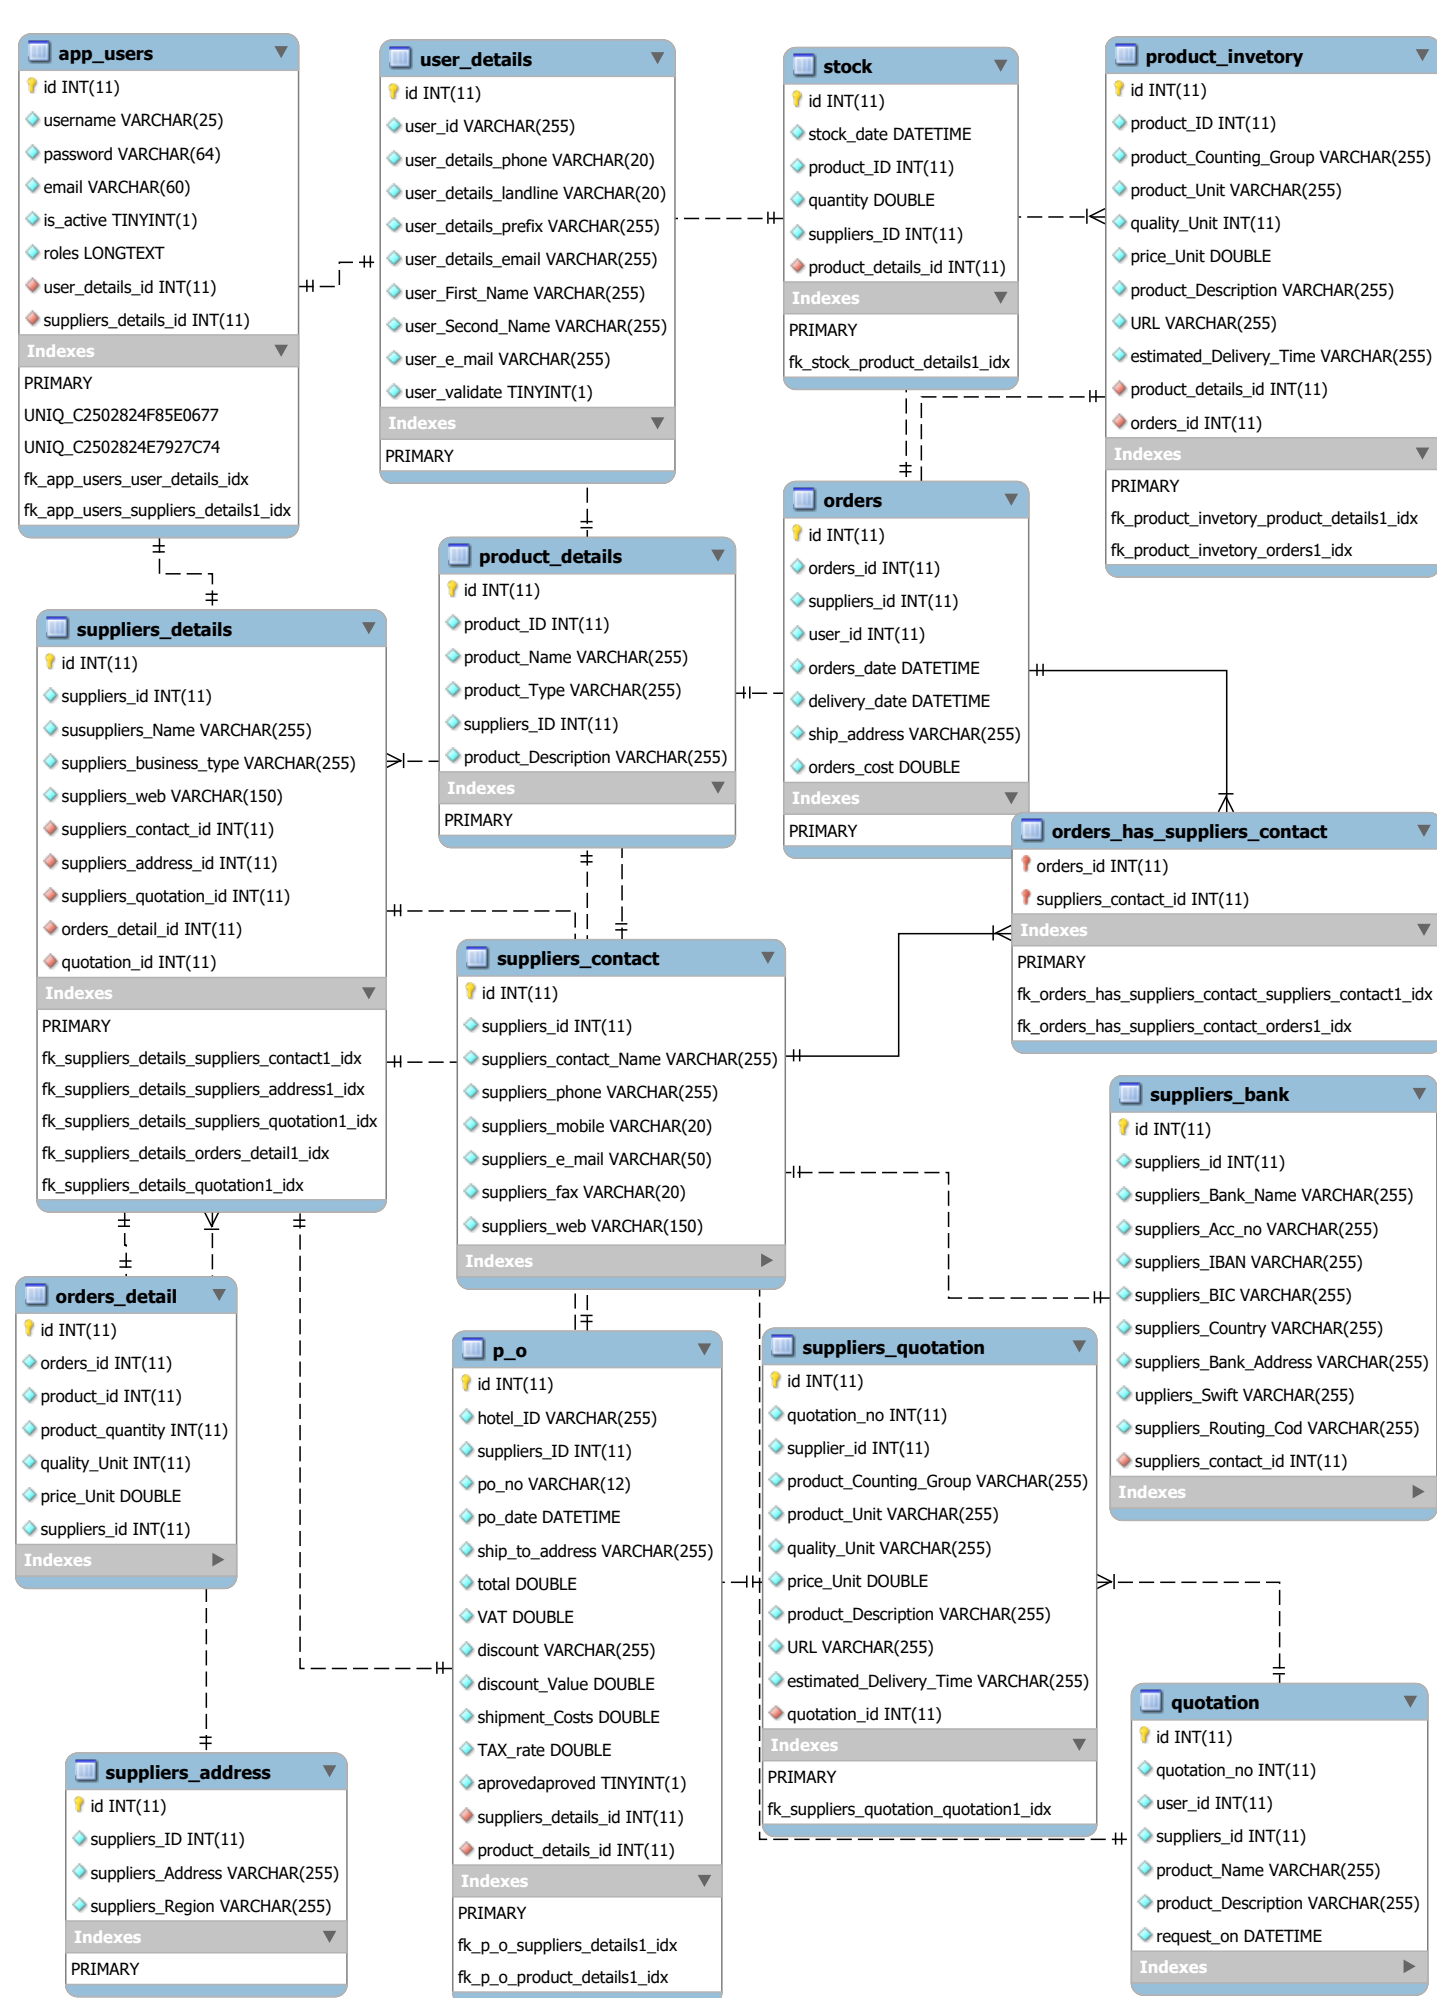 app_users
id INT(11)
username VARCHAR(25)
password VARCHAR(64)
email VARCHAR(60)
is_active TINYINT(1)
roles LONGTEXT
user_details_id INT(11)
suppliers_details_id INT(11)
Indexes
PRIMARY
UNIQ_C2502824F85E0677
UNIQ_C2502824E7927C74
fk_app_users_user_details_idx
fk_app_users_suppliers_details1_idx
user_details
id INT(11)
user_id VARCHAR(255)
user_details_phone VARCHAR(20)
user_details_landline VARCHAR(20)
user_details_prefix VARCHAR(255)
user_details_email VARCHAR(255)
user_First_Name VARCHAR(255)
user_Second_Name VARCHAR(255)
user_e_mail VARCHAR(255)
user_validate TINYINT(1)
Indexes
PRIMARY
stock
id INT(11)
stock_date DATETIME
product_ID INT(11)
quantity DOUBLE
suppliers_ID INT(11)
product_details_id INT(11)
Indexes
PRIMARY
fk_stock_product_details1_idx
product_invetory
id INT(11)
product_ID INT(11)
product_Counting_Group VARCHAR(255)
product_Unit VARCHAR(255)
quality_Unit INT(11)
price_Unit DOUBLE
product_Description VARCHAR(255)
URL VARCHAR(255)
estimated_Delivery_Time VARCHAR(255)
product_details_id INT(11)
orders_id INT(11)
Indexes
PRIMARY
fk_product_invetory_product_details1_idx
fk_product_invetory_orders1_idx
suppliers_details
id INT(11)
suppliers_id INT(11)
susuppliers_Name VARCHAR(255)
suppliers_business_type VARCHAR(255)
suppliers_web VARCHAR(150)
suppliers_contact_id INT(11)
suppliers_address_id INT(11)
suppliers_quotation_id INT(11)
orders_detail_id INT(11)
quotation_id INT(11)
Indexes
PRIMARY
fk_suppliers_details_suppliers_contact1_idx
fk_suppliers_details_suppliers_address1_idx
fk_suppliers_details_suppliers_quotation1_idx
fk_suppliers_details_orders_detail1_idx
fk_suppliers_details_quotation1_idx
product_details
id INT(11)
product_ID INT(11)
product_Name VARCHAR(255)
product_Type VARCHAR(255)
suppliers_ID INT(11)
product_Description VARCHAR(255)
Indexes
PRIMARY
orders
id INT(11)
orders_id INT(11)
suppliers_id INT(11)
user_id INT(11)
orders_date DATETIME
delivery_date DATETIME
ship_address VARCHAR(255)
orders_cost DOUBLE
Indexes
PRIMARY
orders_has_suppliers_contact
orders_id INT(11)
suppliers_contact_id INT(11)
Indexes
PRIMARY
fk_orders_has_suppliers_contact_suppliers_contact1_idx
fk_orders_has_suppliers_contact_orders1_idx
suppliers_contact
id INT(11)
suppliers_id INT(11)
suppliers_contact_Name VARCHAR(255)
suppliers_phone VARCHAR(255)
suppliers_mobile VARCHAR(20)
suppliers_e_mail VARCHAR(50)
suppliers_fax VARCHAR(20)
suppliers_web VARCHAR(150)
Indexes
suppliers_bank
id INT(11)
suppliers_id INT(11)
suppliers_Bank_Name VARCHAR(255)
suppliers_Acc_no VARCHAR(255)
suppliers_IBAN VARCHAR(255)
suppliers_BIC VARCHAR(255)
suppliers_Country VARCHAR(255)
suppliers_Bank_Address VARCHAR(255)
uppliers_Swift VARCHAR(255)
suppliers_Routing_Cod VARCHAR(255)
suppliers_contact_id INT(11)
Indexes
orders_detail
id INT(11)
orders_id INT(11)
product_id INT(11)
product_quantity INT(11)
quality_Unit INT(11)
price_Unit DOUBLE
suppliers_id INT(11)
Indexes
p_o
id INT(11)
hotel_ID VARCHAR(255)
suppliers_ID INT(11)
po_no VARCHAR(12)
po_date DATETIME
ship_to_address VARCHAR(255)
total DOUBLE
VAT DOUBLE
discount VARCHAR(255)
discount_Value DOUBLE
shipment_Costs DOUBLE
TAX_rate DOUBLE
aprovedaproved TINYINT(1)
suppliers_details_id INT(11)
product_details_id INT(11)
Indexes
PRIMARY
fk_p_o_suppliers_details1_idx
fk_p_o_product_details1_idx
suppliers_quotation
id INT(11)
quotation_no INT(11)
supplier_id INT(11)
product_Counting_Group VARCHAR(255)
product_Unit VARCHAR(255)
quality_Unit VARCHAR(255)
price_Unit DOUBLE
product_Description VARCHAR(255)
URL VARCHAR(255)
estimated_Delivery_Time VARCHAR(255)
quotation_id INT(11)
Indexes
PRIMARY
fk_suppliers_quotation_quotation1_idx
quotation
id INT(11)
quotation_no INT(11)
user_id INT(11)
suppliers_id INT(11)
product_Name VARCHAR(255)
product_Description VARCHAR(255)
request_on DATETIME
Indexes
suppliers_address
id INT(11)
suppliers_ID INT(11)
suppliers_Address VARCHAR(255)
suppliers_Region VARCHAR(255)
Indexes
PRIMARY